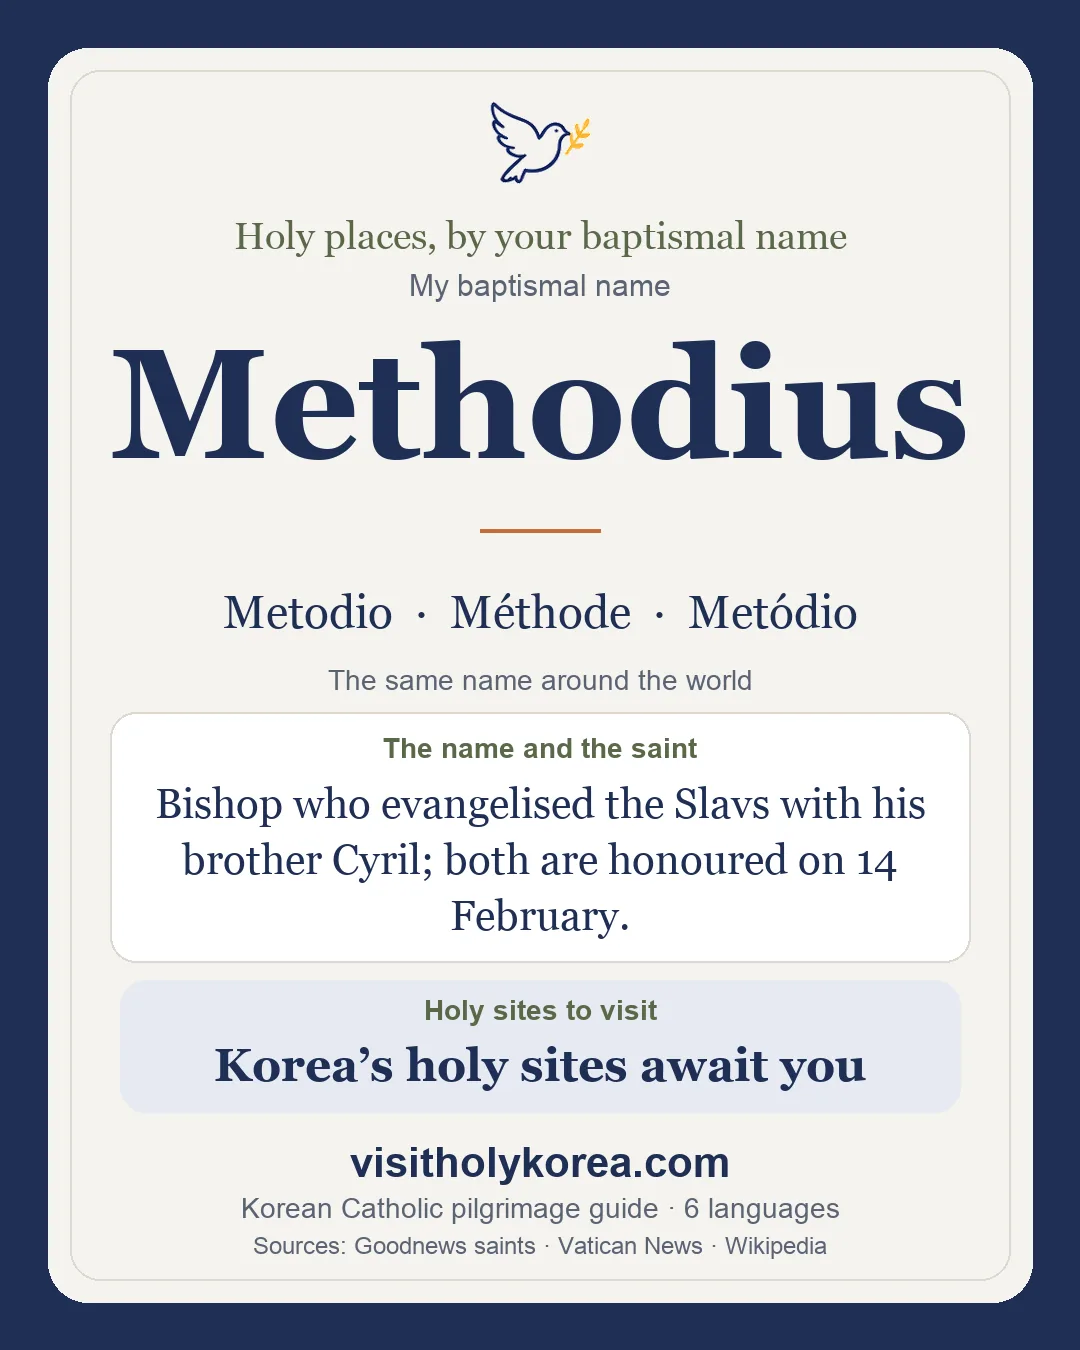 Holy places, by your baptismal name
My baptismal name
Methodius
Metodio · Méthode · Metódio
The same name around the world
The name and the saint
Bishop who evangelised the Slavs with his
brother Cyril; both are honoured on 14
February.
Holy sites to visit
Korea’s holy sites await you
visitholykorea.com
Korean Catholic pilgrimage guide · 6 languages
Sources: Goodnews saints · Vatican News · Wikipedia